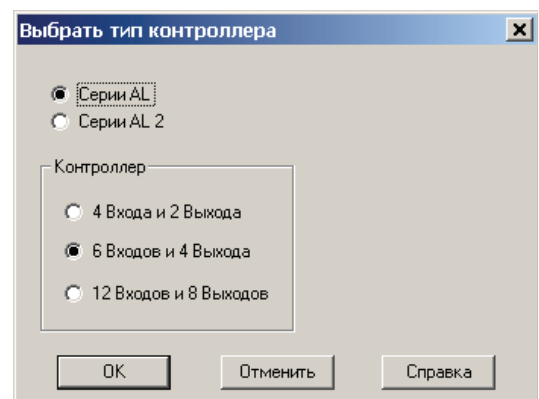 Выбрать тип контроллера
Серии AL
Серии AL 2
Контроллер
4 Входа и 2 Выхода
6 Входов и 4 Выхода
12 Входов и 8 Выходов
OK Отменить Справка